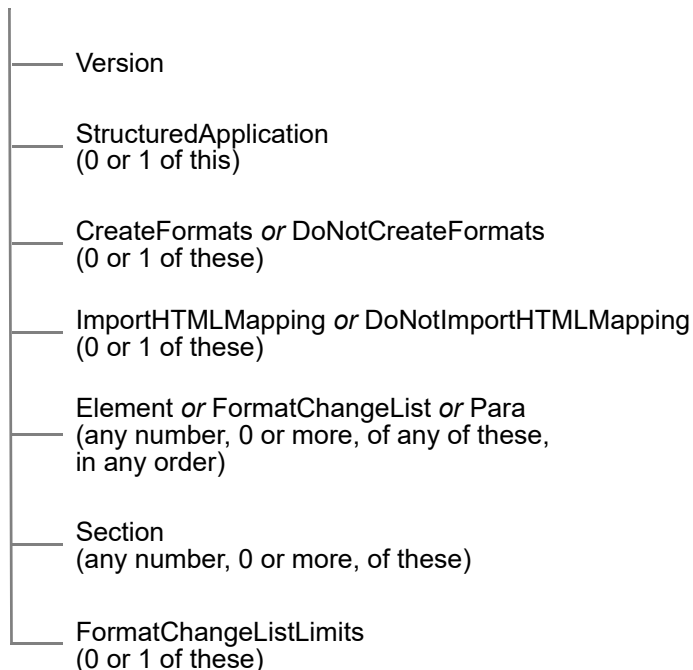 Version
StructuredApplication
(0 or 1 of this)
CreateFormats or DoNotCreateFormats
(0 or 1 of these)
ImportHTMLMapping or DoNotImportHTMLMapping
(0 or 1 of these)
Element or FormatChangeList or Para
(any number, 0 or more, of any of these,
in any order)
Section
(any number, 0 or more, of these)
FormatChangeListLimits
(0 or 1 of these)